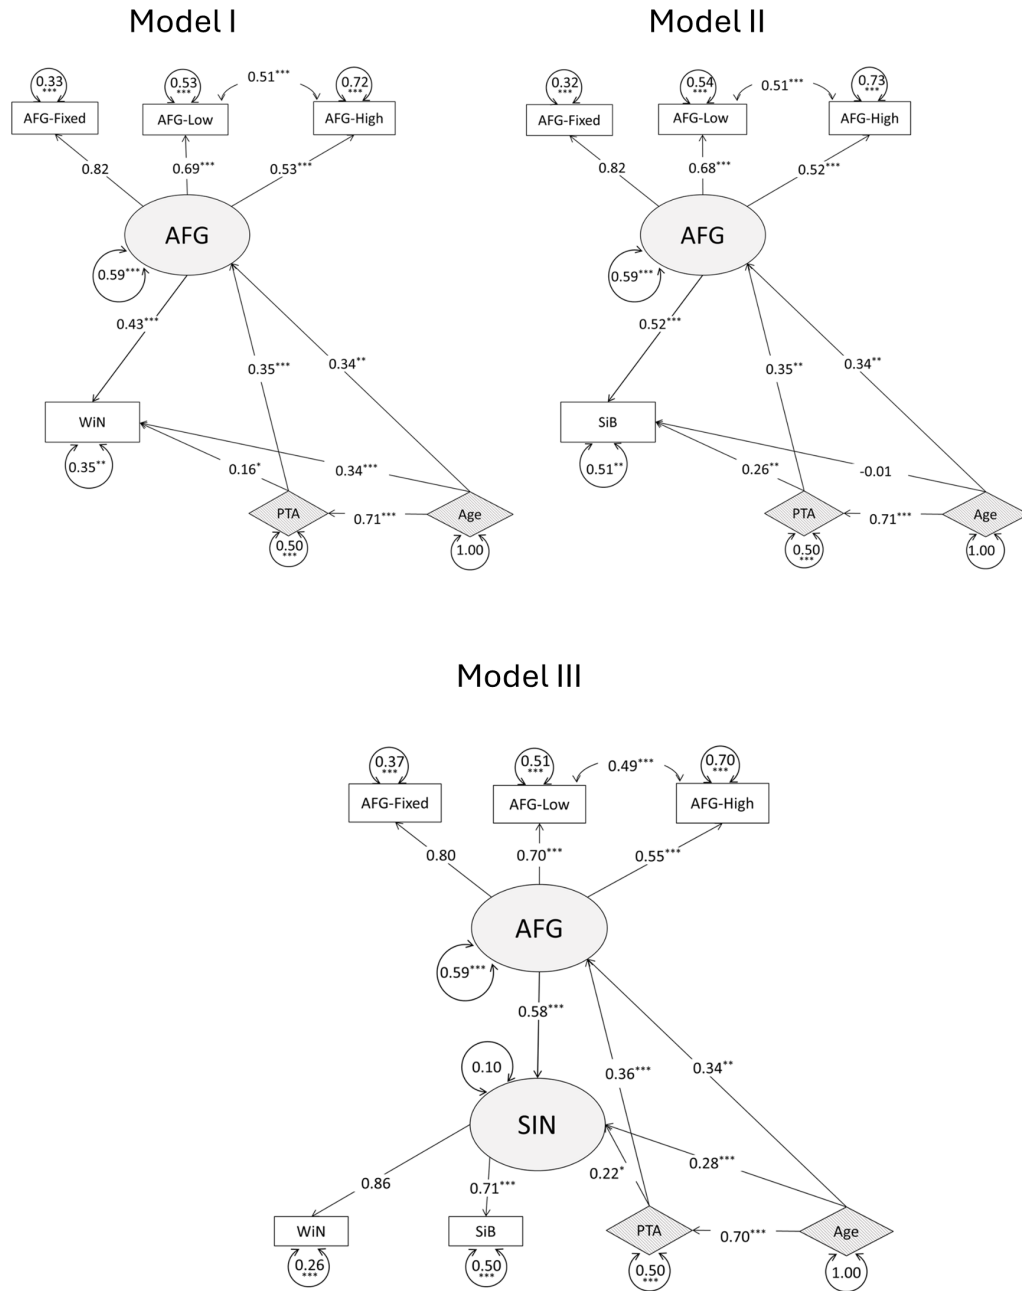 Model I
Model II
0.33
***
0.53
***
0.51***
0.72
***
0.32
***
0.54
***
0.51***
0.73
***
AFG-Fixed
AFG-Low
AFG-High
AFG-Fixed
AFG-Low
AFG-High
0.82
0.69***
0.53***
0.82
0.68***
0.52***
AFG
AFG
0.59***
0.59***
0.43***
0.52***
0.35***
0.34**
0.35**
0.34**
WiN
SiB
0.35**
0.16*
0.34***
0.51**
0.26**
-0.01
PTA
0.71***
Age
PTA
0.71***
Age
0.50
***
1.00
0.50
***
1.00
Model III
0.37
***
0.51
***
0.49***
0.70
***
AFG-Fixed
AFG-Low
AFG-High
0.80
0.70***
0.55***
AFG
0.59***
0.58***
0.10
0.36***
0.34**
SIN
0.22*
0.28***
0.86
0.71***
WiN
SiB
PTA
0.70***
Age
0.26
***
0.50
***
0.50
***
1.00